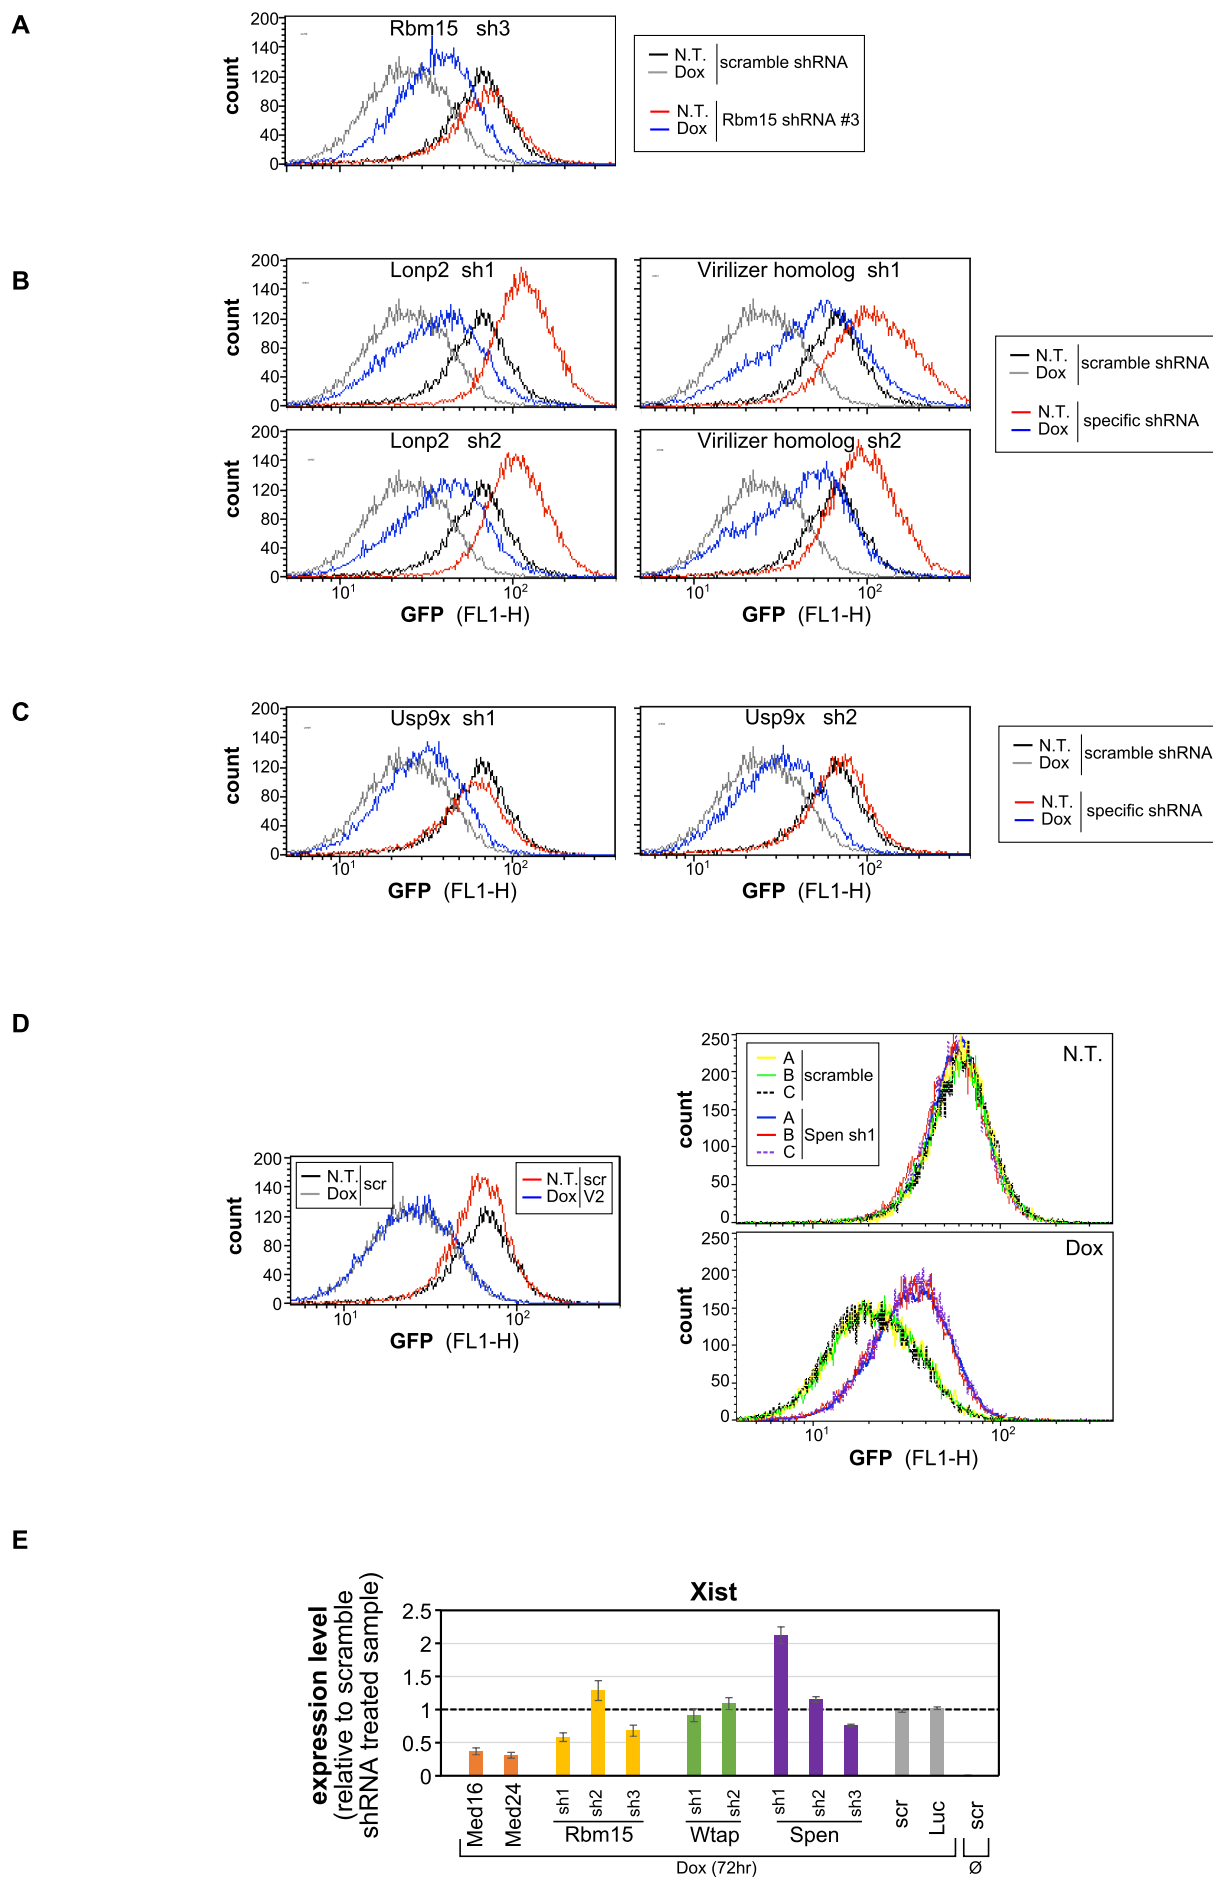 A
Rbm15 sh3
200
140
120
80
40
0
count
10¹
10²
N.T.
Dox
scramble shRNA
N.T.
Dox
Rbm15 shRNA #3
B
Lonp2 sh1
200
140
120
80
40
0
count
Virilizer homolog sh1
Lonp2 sh2
200
140
120
80
40
0
count
10¹
10²
GFP (FL1-H)
Virilizer homolog sh2
10¹
10²
GFP (FL1-H)
N.T.
Dox
scramble shRNA
N.T.
Dox
specific shRNA
C
Usp9x sh1
200
140
120
80
40
0
count
10¹
10²
GFP (FL1-H)
Usp9x sh2
10¹
10²
GFP (FL1-H)
N.T.
Dox
scramble shRNA
N.T.
Dox
specific shRNA
D
200
140
120
80
40
0
count
N.T.
Dox
scr
N.T.
Dox
scr
V2
10¹
10²
GFP (FL1-H)
250
200
150
100
50
0
count
A
B
C
scramble
A
B
C
Spen sh1
N.T.
250
200
150
100
50
0
count
Dox
10¹
10²
GFP (FL1-H)
E
Xist
expression level
(relative to scramble
shRNA treated sample)
2.5
2
1.5
1
0.5
0
Med16
Med24
sh1
sh2
sh3
Rbm15
sh1
sh2
Wtap
sh1
sh2
sh3
Spen
scr
Luc
scr
Dox (72hr)
Ø